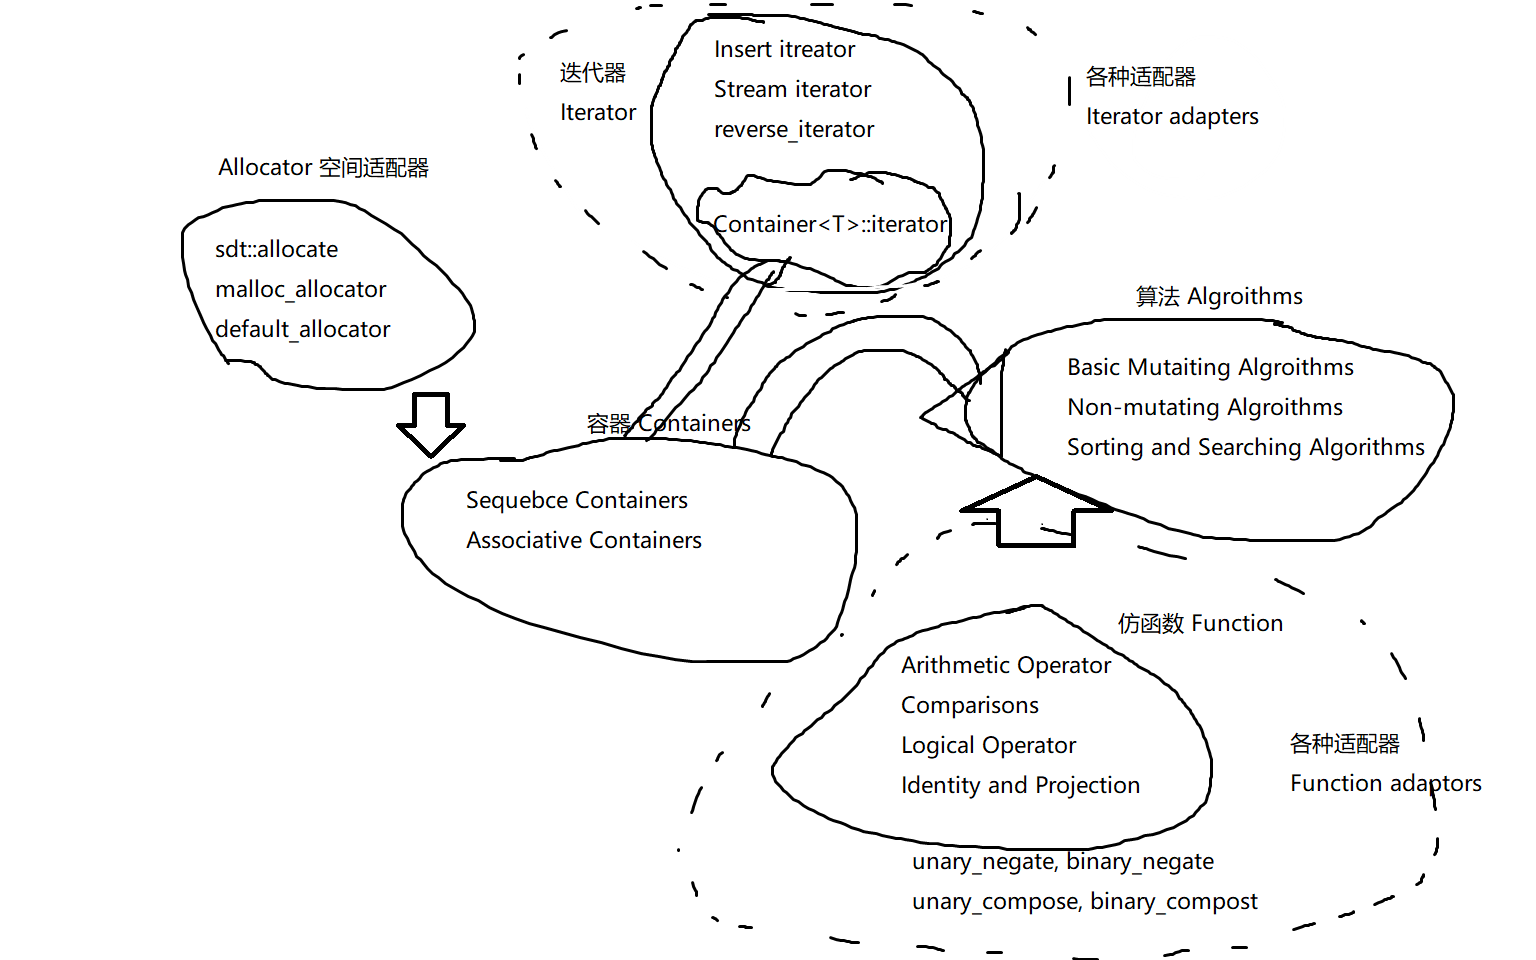 Insert itreator
Stream iterator
reverse_iterator
迭代器
Iterator
各种适配器
Iterator adapters
Container<T>::iterator
Allocator 空间适配器
sdt::allocate
malloc_allocator
default_allocator
算法 Algroithms
Basic Mutaiting Algroithms
Non-mutating Algroithms
Sorting and Searching Algorithms
容器 Containers
Sequebce Containers
Associative Containers
仿函数 Function
Arithmetic Operator
Comparisons
Logical Operator
Identity and Projection
各种适配器
Function adaptors
unary_negate, binary_negate
unary_compose, binary_compost